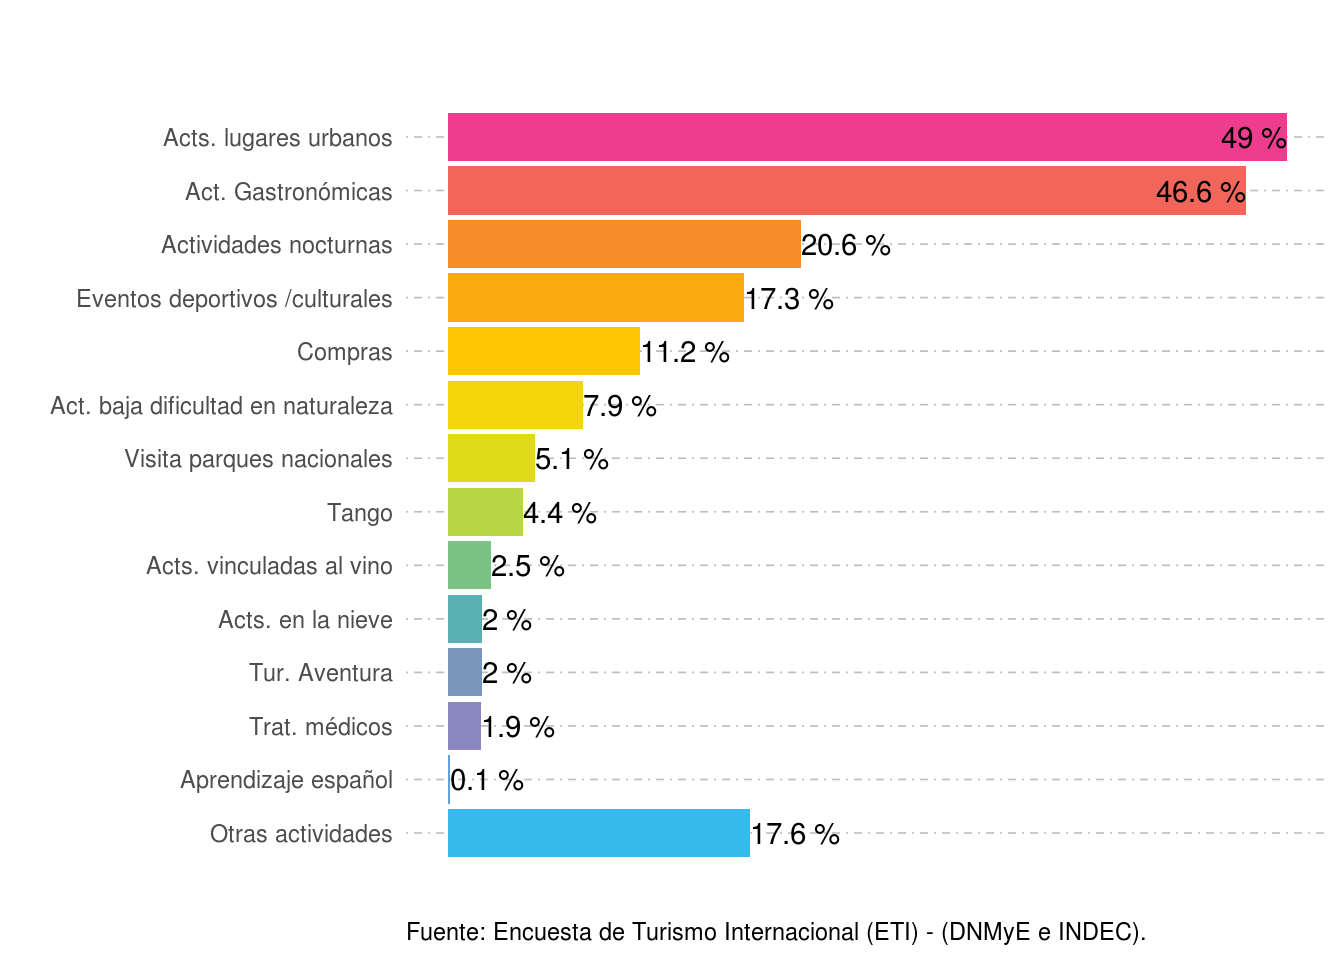 Acts. lugares urbanos 49 %
Act. Gastronómicas 46.6 %
Actividades nocturnas 20.6 %
Eventos deportivos /culturales 17.3 %
Compras 11.2 %
Act. baja dificultad en naturaleza 7.9 %
Visita parques nacionales 5.1 %
Tango 4.4 %
Acts. vinculadas al vino 2.5 %
Acts. en la nieve 2 %
Tur. Aventura 2 %
Trat. médicos 1.9 %
Aprendizaje español 0.1 %
Otras actividades 17.6 %
Fuente: Encuesta de Turismo Internacional (ETI) - (DNMyE e INDEC).